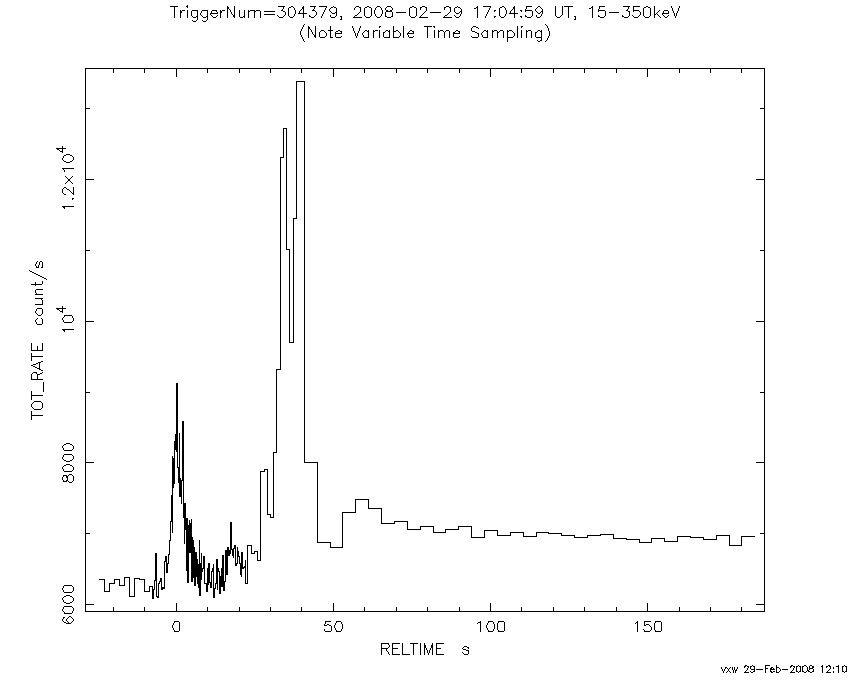 TriggerNum=304379, 2008-02-29 17:04:59 UT, 15-350keV
(Note Variable Time Sampling)
TOT_RATE count/s
1.2×10⁴
10⁴
8000
6000
0 50 100 150
RELTIME s
vxw 29-Feb-2008 12:10